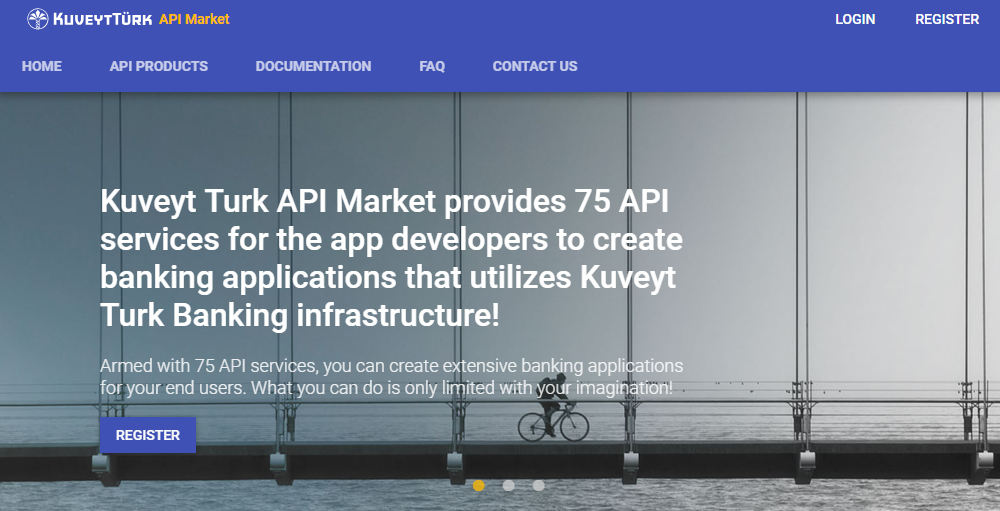 KUVEYTTÜRK API Market
LOGIN
REGISTER
HOME
API PRODUCTS
DOCUMENTATION
FAQ
CONTACT US
Kuveyt Turk API Market provides 75 API
services for the app developers to create
banking applications that utilizes Kuveyt
Turk Banking infrastructure!
Armed with 75 API services, you can create extensive banking applications
for your end users. What you can do is only limited with your imagination!
REGISTER